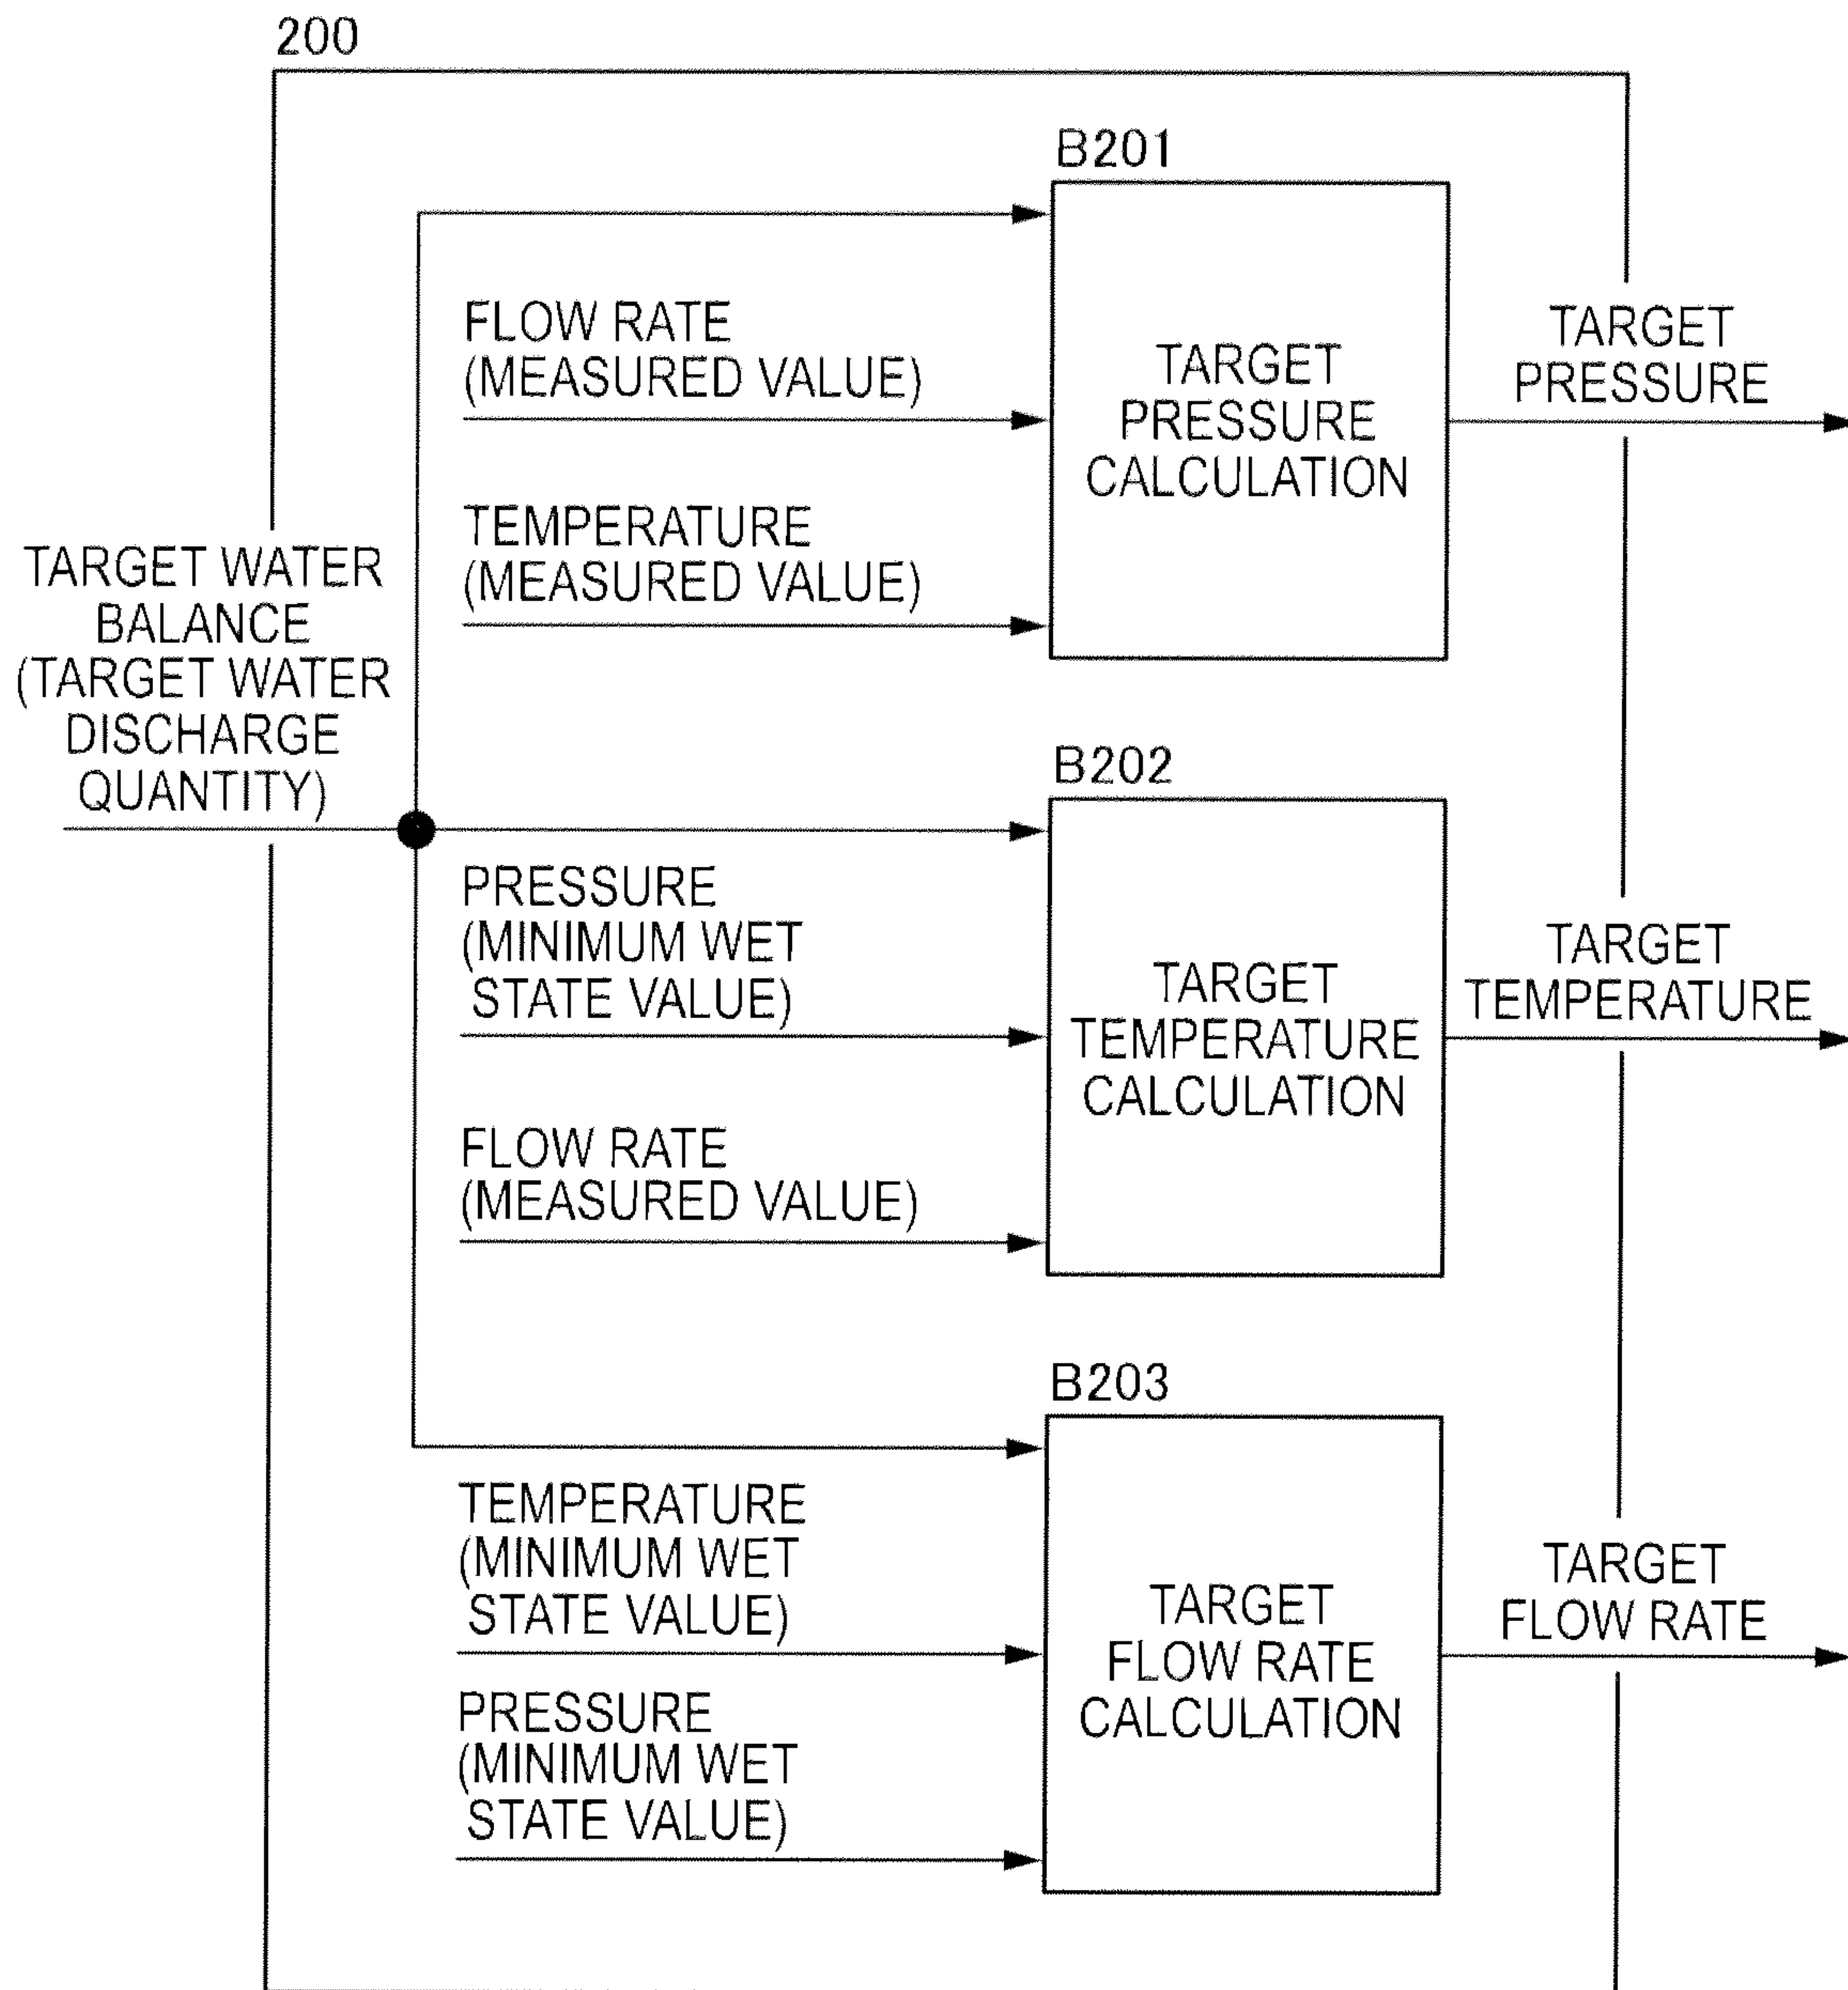 200
B201
FLOW RATE
(MEASURED VALUE)
TEMPERATURE
(MEASURED VALUE)
TARGET
PRESSURE
CALCULATION
TARGET
PRESSURE
TARGET WATER
BALANCE
(TARGET WATER
DISCHARGE
QUANTITY)
B202
PRESSURE
(MINIMUM WET
STATE VALUE)
FLOW RATE
(MEASURED VALUE)
TARGET
TEMPERATURE
CALCULATION
TARGET
TEMPERATURE
B203
TEMPERATURE
(MINIMUM WET
STATE VALUE)
PRESSURE
(MINIMUM WET
STATE VALUE)
TARGET
FLOW RATE
CALCULATION
TARGET
FLOW RATE